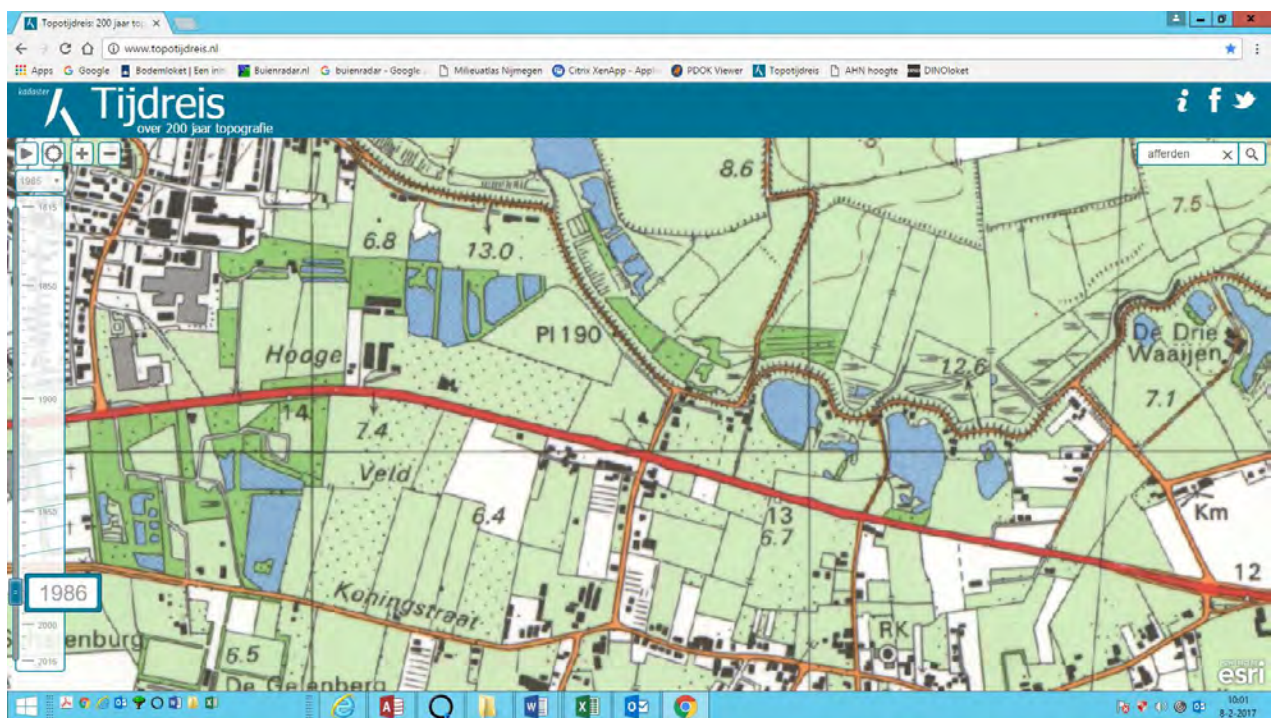 Topotijdreis: 200 jaar to
www.topotijdreis.nl
Apps Google Bodemloket | Een in Buienradar.nl buienradar - Google Milieuatlas Nijmegen Citrix XenApp - App PDOK Viewer Topotijdreis AHN hoogte DINOloket
kadaster
Tijdreis
over 200 jaar topografie
afferden
1985
1815
1850
1900
1950
1986
2000
2016
8.6
7.5
6.8
13.0
Pl 190
De Drie
Waaijen
Hooge
12.6
7.1
14
7.4
Veld
6.4
13
6.7
Km
12
Koningstraat
RK
enburg
6.5
De Gelenberg
esri
10:01
8-2-2017